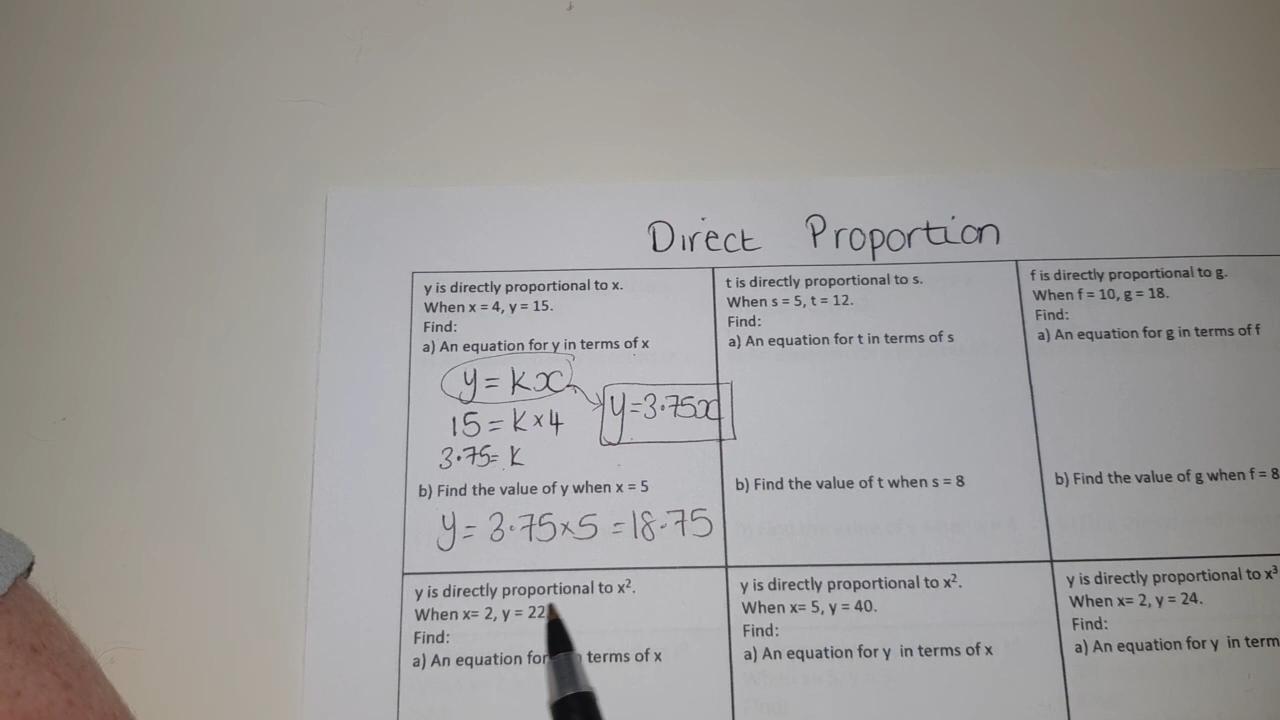 Direct Proportion
y is directly proportional to x.
When x = 4, y = 15.
Find:
a) An equation for y in terms of x
y = kx
y=3.75x
15 = k×4
3.75= k
b) Find the value of y when x = 5
y = 3.75×5 =18.75
t is directly proportional to s.
When s = 5, t = 12.
Find:
a) An equation for t in terms of s
b) Find the value of t when s = 8
f is directly proportional to g.
When f = 10, g = 18.
Find:
a) An equation for g in terms of f
b) Find the value of g when f = 8
y is directly proportional to x².
When x= 2, y = 22
Find:
a) An equation for terms of x
y is directly proportional to x².
When x= 5, y = 40.
Find:
a) An equation for y in terms of x
y is directly proportional to x³
When x= 2, y = 24.
Find:
a) An equation for y in